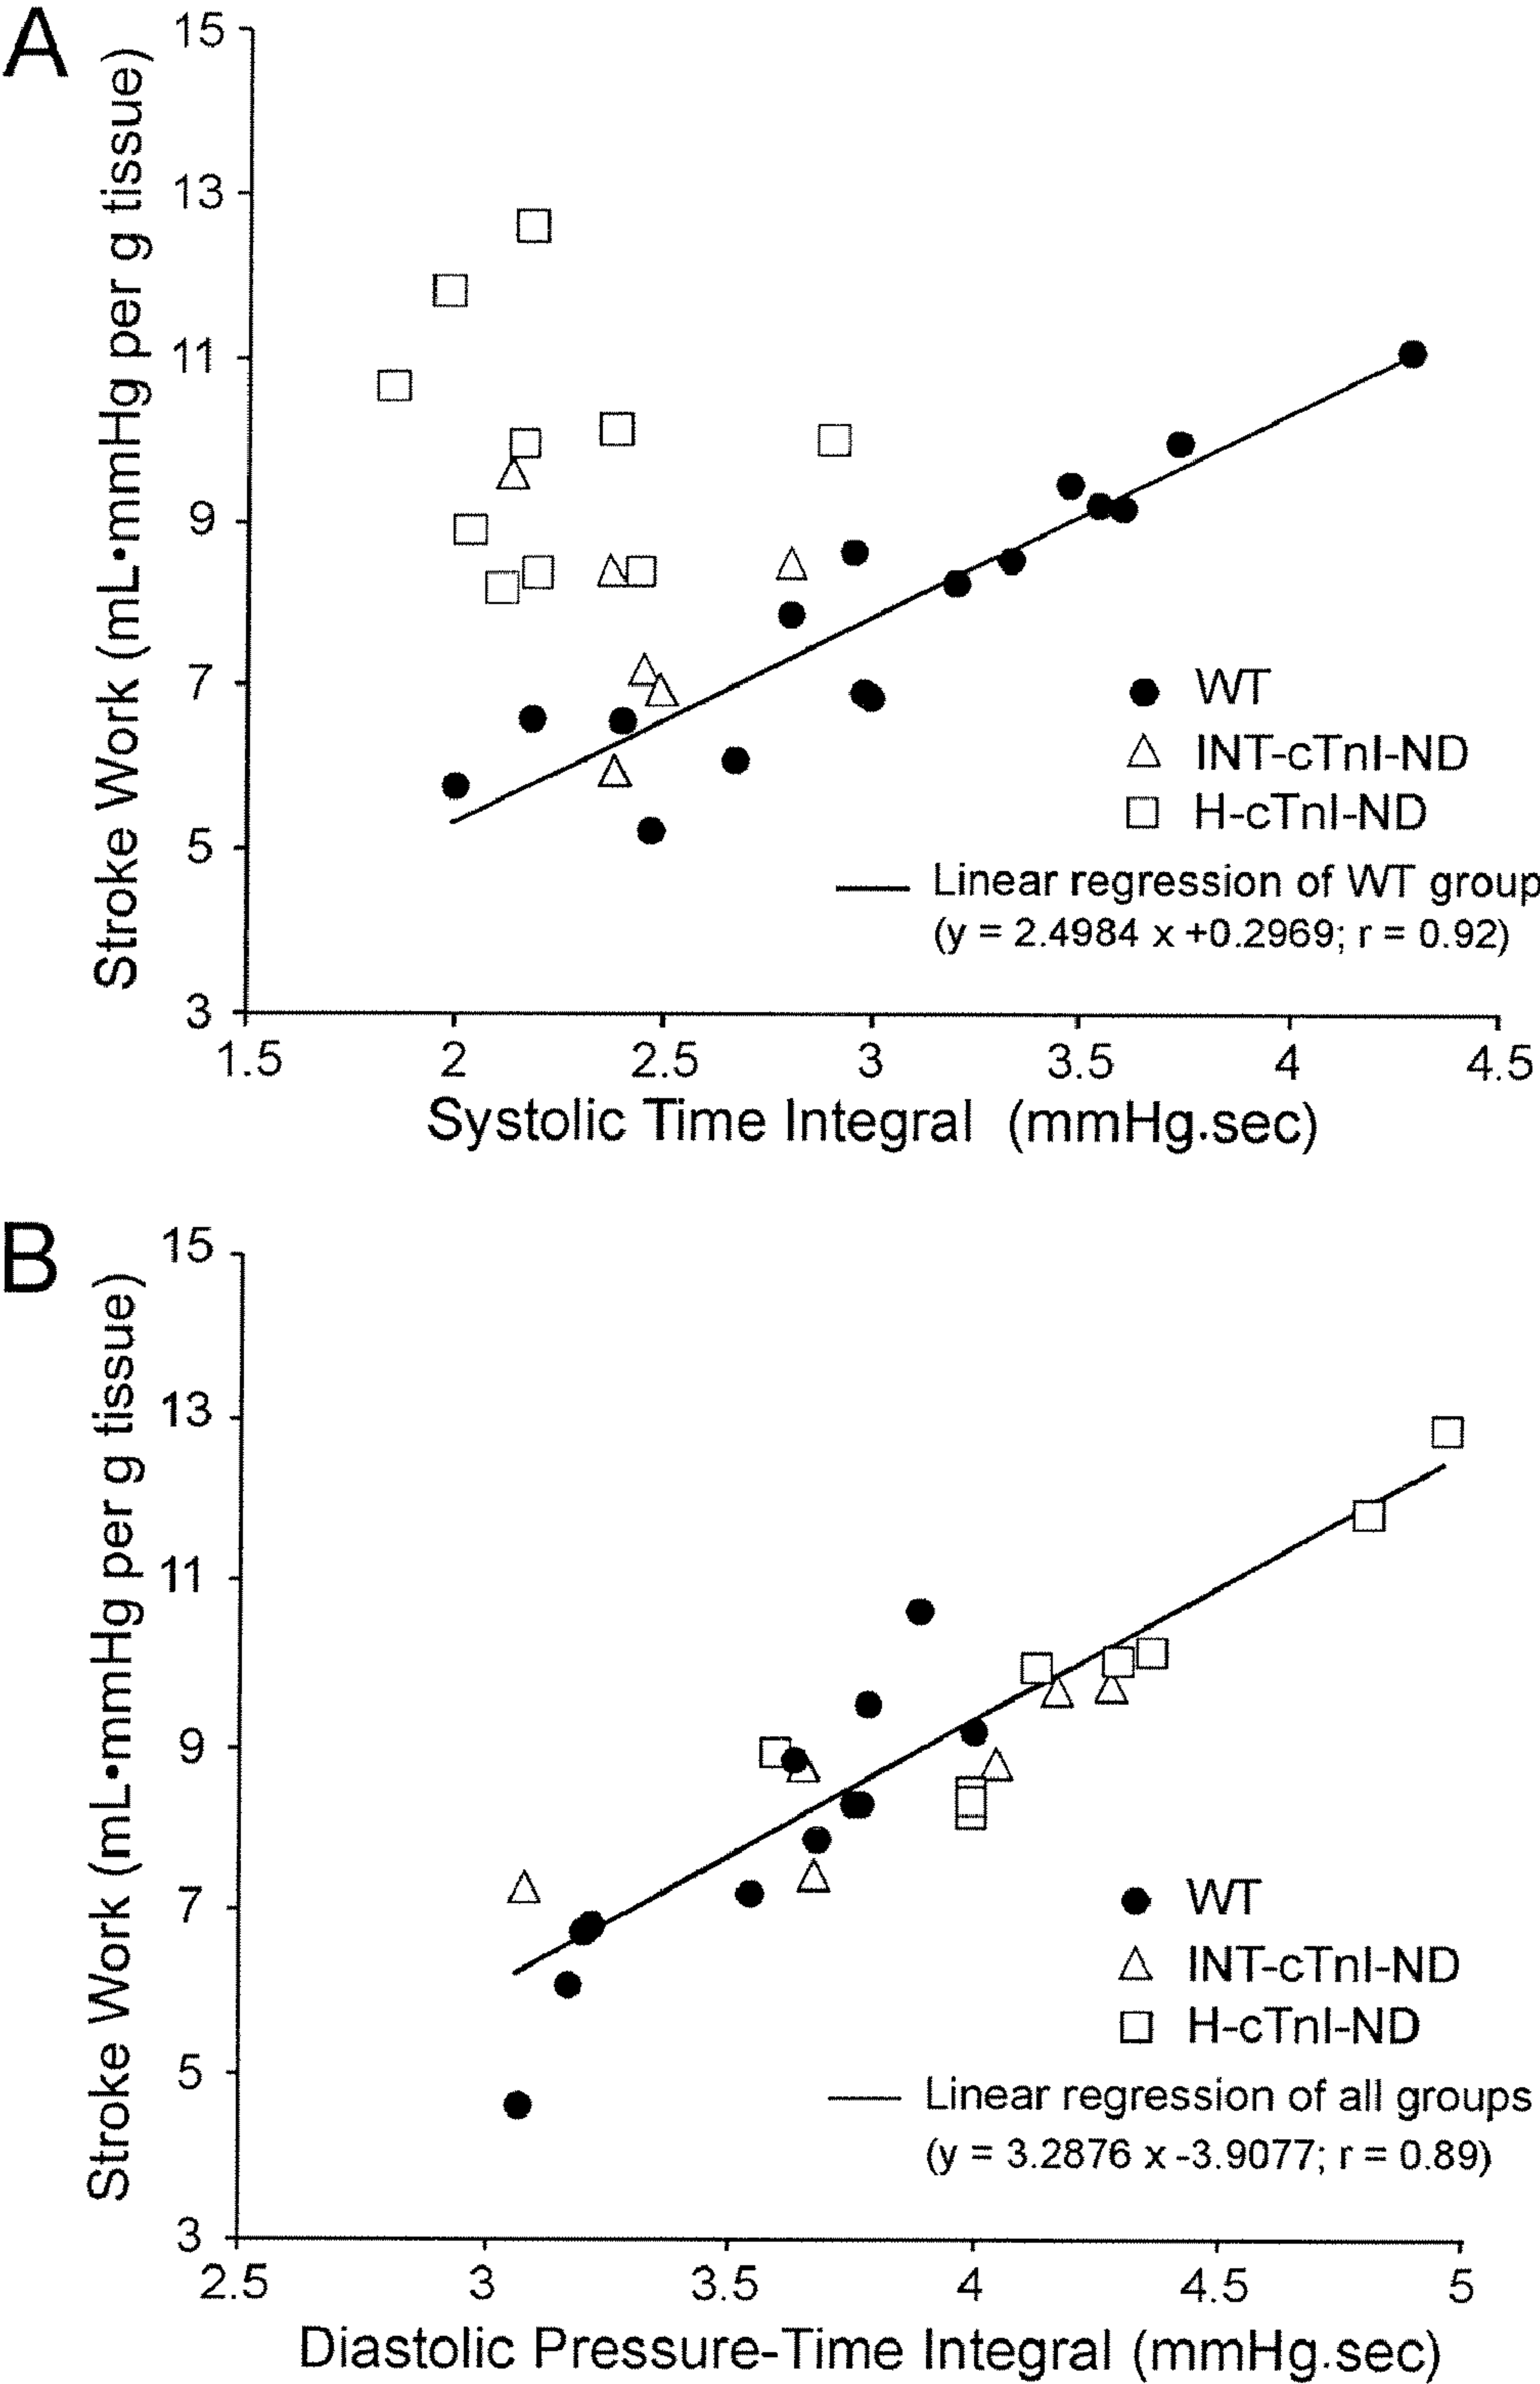 A
Stroke Work (mL•mmHg per g tissue)
15
13
11
9
7
5
3
1.5 2 2.5 3 3.5 4 4.5
Systolic Time Integral (mmHg.sec)
WT
INT-cTnI-ND
H-cTnI-ND
Linear regression of WT group
(y = 2.4984 x +0.2969; r = 0.92)
B
Stroke Work (mL•mmHg per g tissue)
15
13
11
9
7
5
3
2.5 3 3.5 4 4.5 5
Diastolic Pressure-Time Integral (mmHg.sec)
WT
INT-cTnI-ND
H-cTnI-ND
Linear regression of all groups
(y = 3.2876 x -3.9077; r = 0.89)